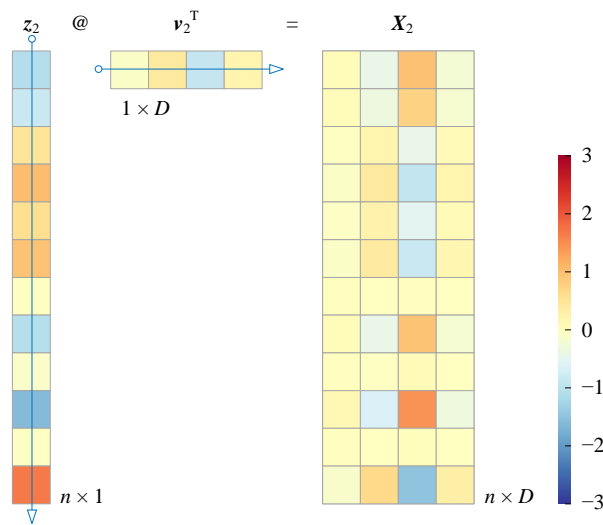 z₂ @ v₂ᵀ = X₂
1 × D
3
2
1
0
−1
−2
−3
n × 1
n × D